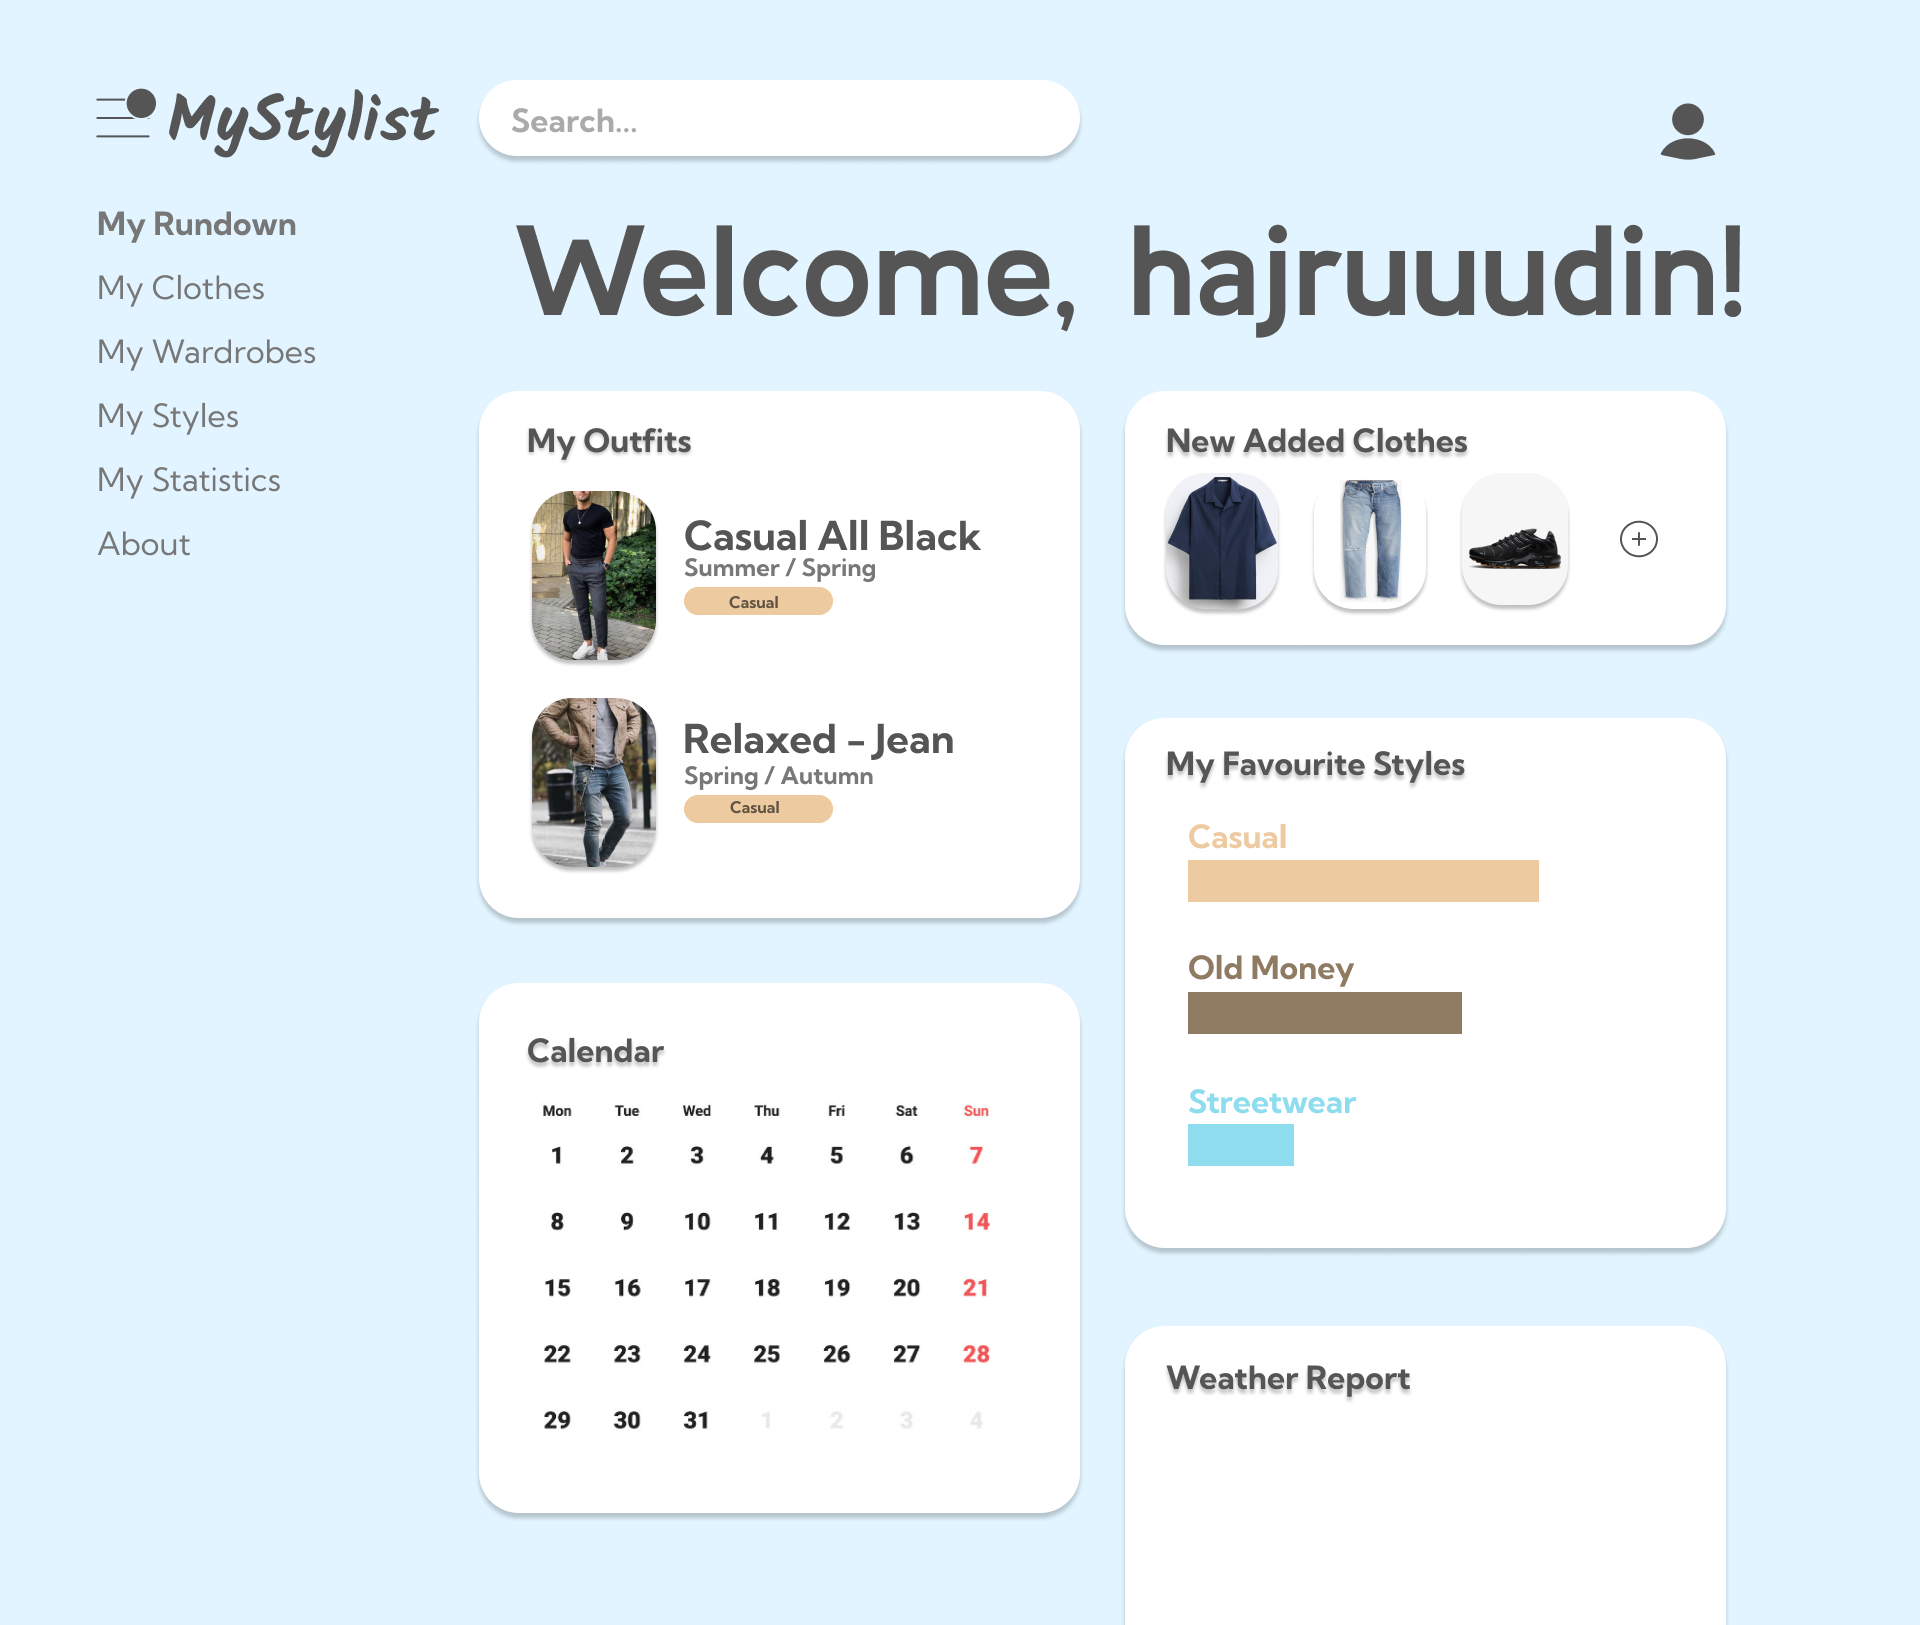 MyStylist
Search...
My Rundown
My Clothes
My Wardrobes
My Styles
My Statistics
About
Welcome, hajruuudin!
My Outfits
Casual All Black
Summer / Spring
Casual
Relaxed - Jean
Spring / Autumn
Casual
New Added Clothes
My Favourite Styles
Casual
Old Money
Streetwear
Calendar
Mon Tue Wed Thu Fri Sat Sun
1 2 3 4 5 6 7
8 9 10 11 12 13 14
15 16 17 18 19 20 21
22 23 24 25 26 27 28
29 30 31 1 2 3 4
Weather Report